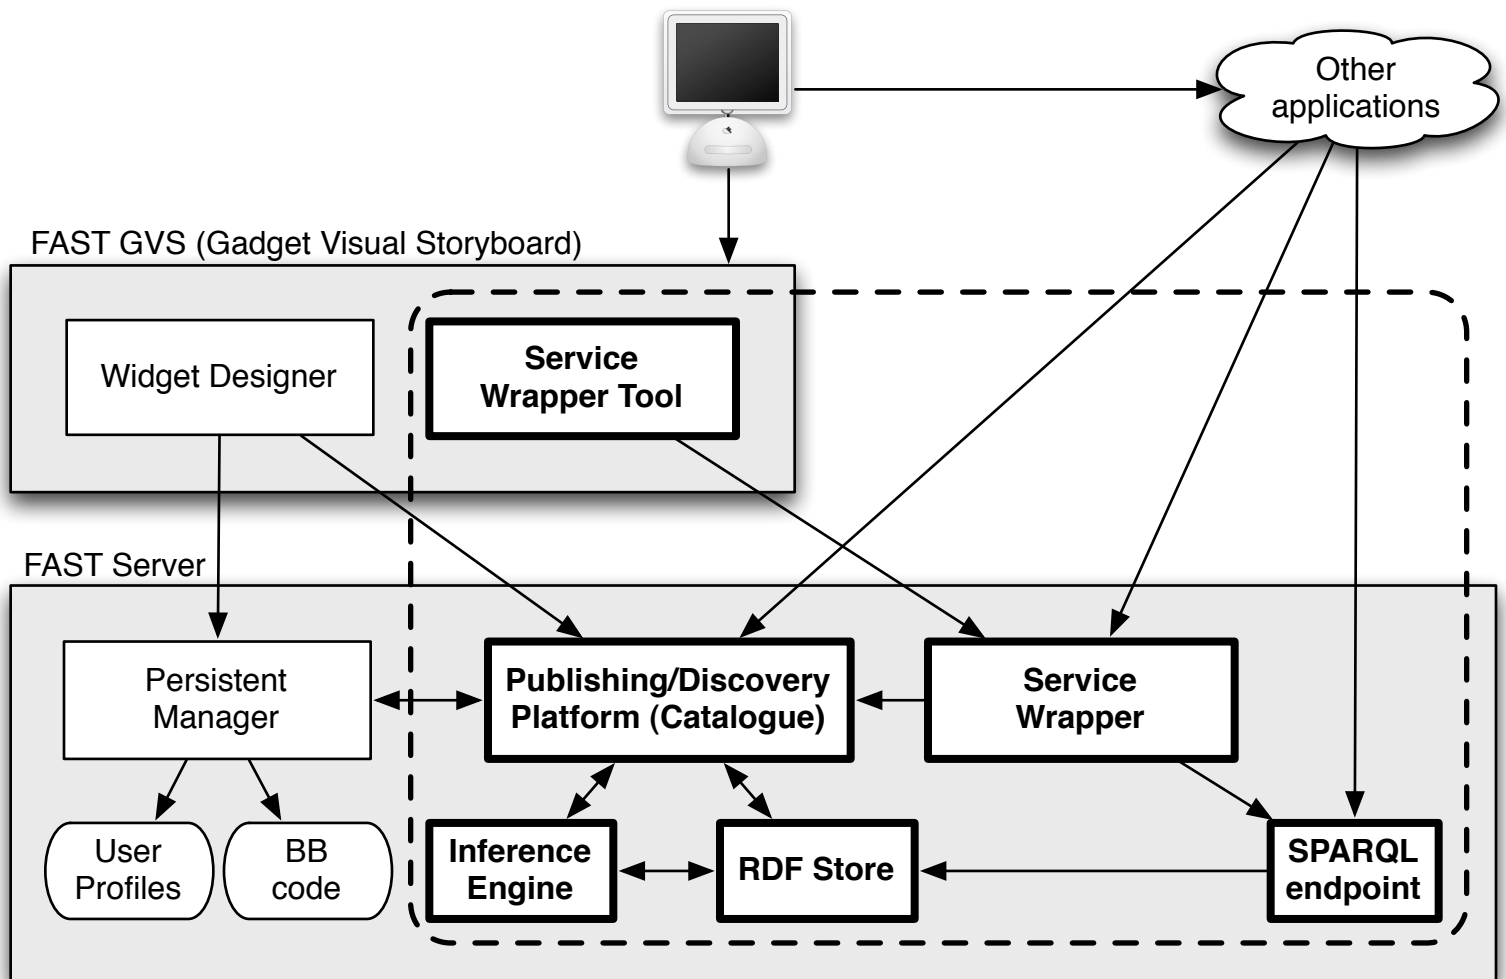 Other
applications
FAST GVS (Gadget Visual Storyboard)
Widget Designer
Service
Wrapper Tool
FAST Server
Persistent
Manager
Publishing/Discovery
Platform (Catalogue)
Service
Wrapper
User
Profiles
BB
code
Inference
Engine
RDF Store
SPARQL
endpoint